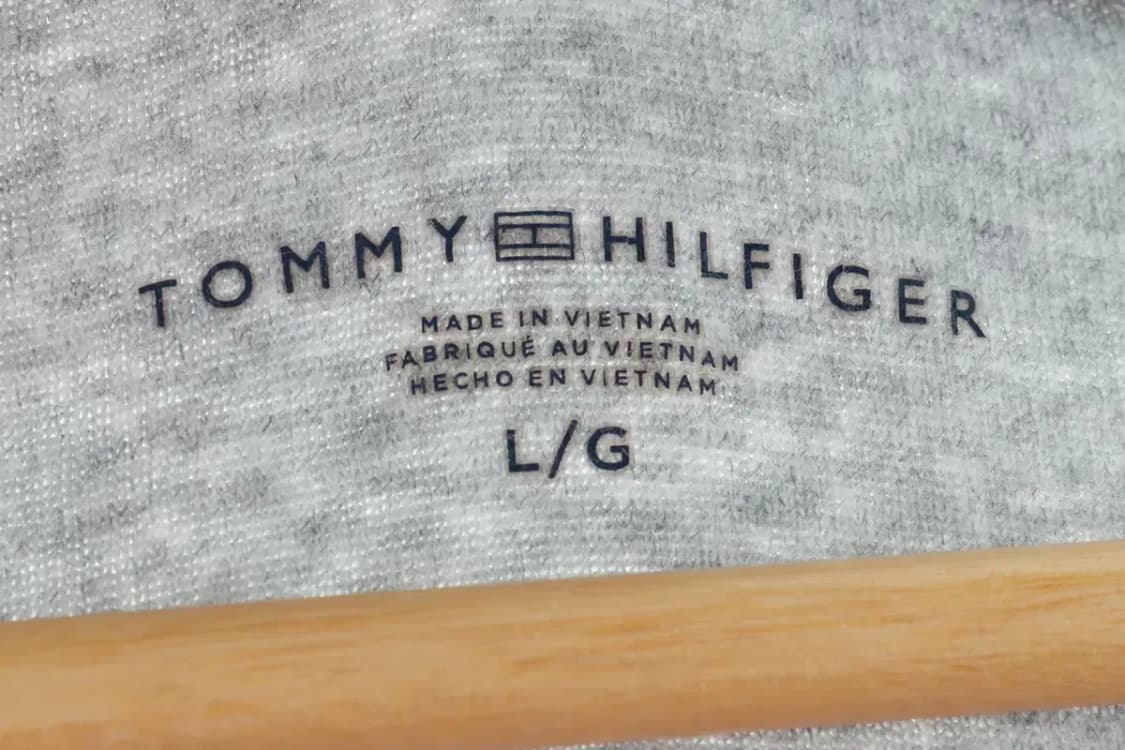 TOMMY HILFIGER
MADE IN VIETNAM
FABRIQUÉ AU VIETNAM
HECHO EN VIETNAM
L/G